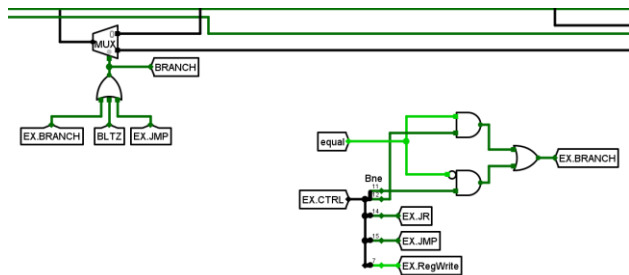 MUX
0
BRANCH
EX.BRANCH
BLTZ
EX.JMP
equal
EX.BRANCH
Bne
11
EX.CTRL
14
EX.JR
15
EX.JMP
7
EX.RegWrite